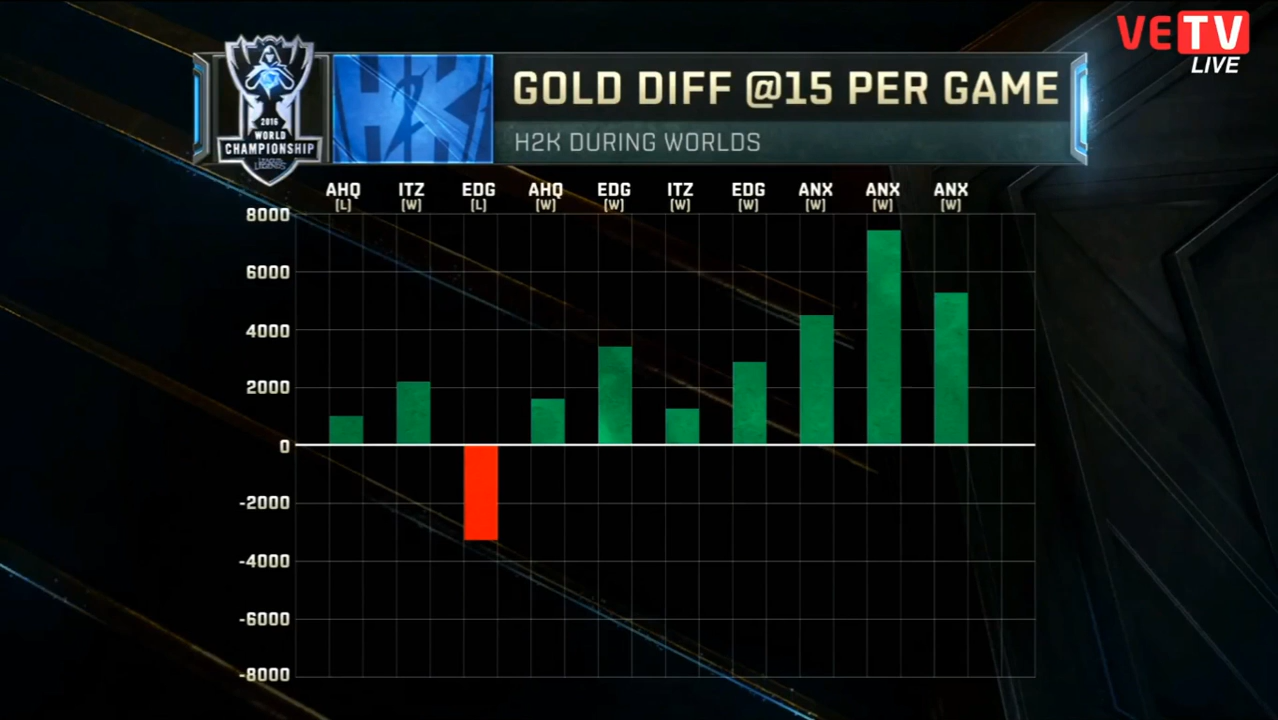 VETV
LIVE
2016
WORLD
CHAMPIONSHIP
LEAGUE OF
LEGENDS
H2K
GOLD DIFF @15 PER GAME
H2K DURING WORLDS
AHQ ITZ EDG AHQ EDG ITZ EDG ANX ANX ANX
(L) (W) (L) (W) (W) (W) (W) (W) (W) (W)
8000
6000
4000
2000
0
-2000
-4000
-6000
-8000